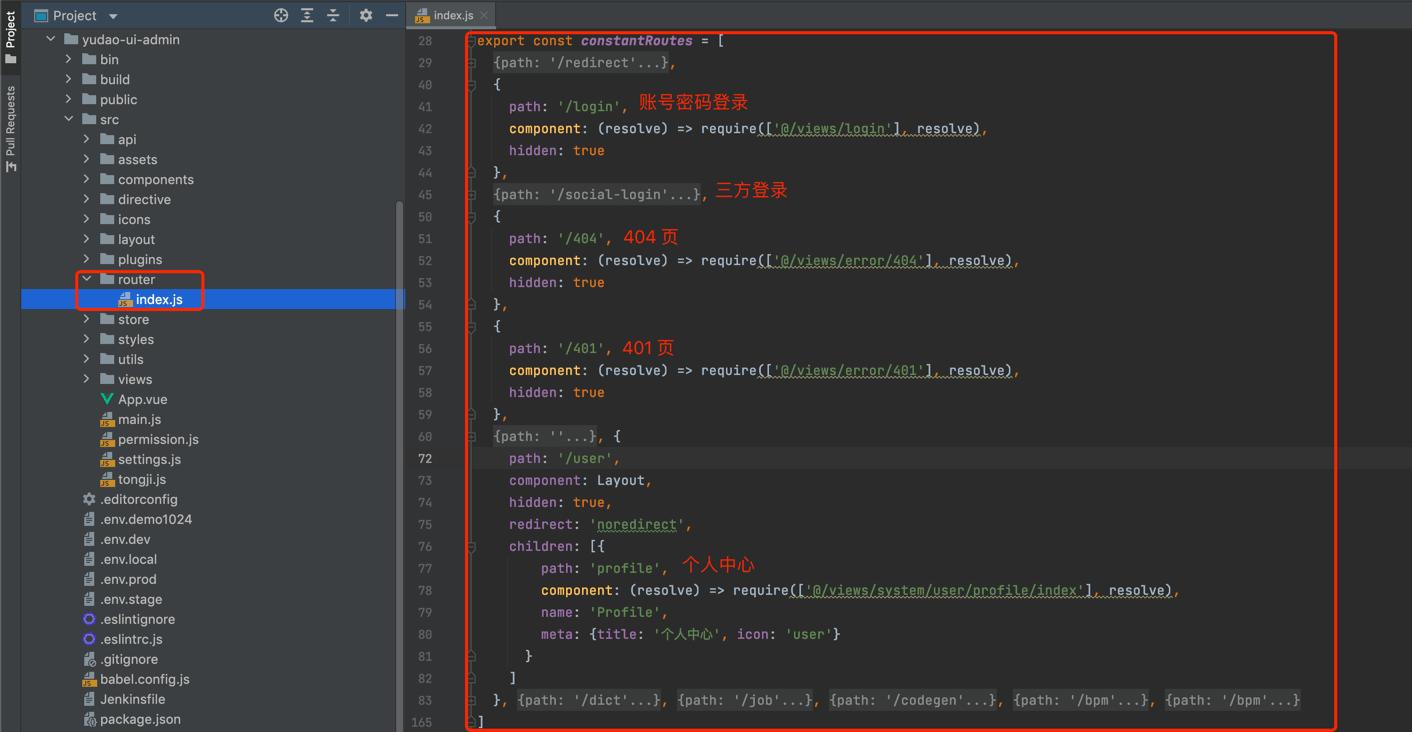 Project
index.js
Project
Pull Requests
yudao-ui-admin
bin
build
public
src
api
assets
components
directive
icons
layout
plugins
router
index.js
store
styles
utils
views
App.vue
main.js
permission.js
settings.js
tongji.js
.editorconfig
.env.demo1024
.env.dev
.env.local
.env.prod
.env.stage
.eslintignore
.eslintrc.js
.gitignore
babel.config.js
Jenkinsfile
package.json
28 export const constantRoutes = [
29 {path: '/redirect'...},
40 {
41 path: '/login', 账号密码登录
42 component: (resolve) => require(['@/views/login'], resolve),
43 hidden: true
44 },
45 {path: '/social-login'...}, 三方登录
50 {
51 path: '/404', 404 页
52 component: (resolve) => require(['@/views/error/404'], resolve),
53 hidden: true
54 },
55 {
56 path: '/401', 401 页
57 component: (resolve) => require(['@/views/error/401'], resolve),
58 hidden: true
59 },
60 {path: ''...}, {
72 path: '/user',
73 component: Layout,
74 hidden: true,
75 redirect: 'noredirect',
76 children: [{
77 path: 'profile', 个人中心
78 component: (resolve) => require(['@/views/system/user/profile/index'], resolve),
79 name: 'Profile',
80 meta: {title: '个人中心', icon: 'user'}
81 }
82 ]
83 }, {path: '/dict'...}, {path: '/job'...}, {path: '/codegen'...}, {path: '/bpm'...}, {path: '/bpm'...}
165 ]